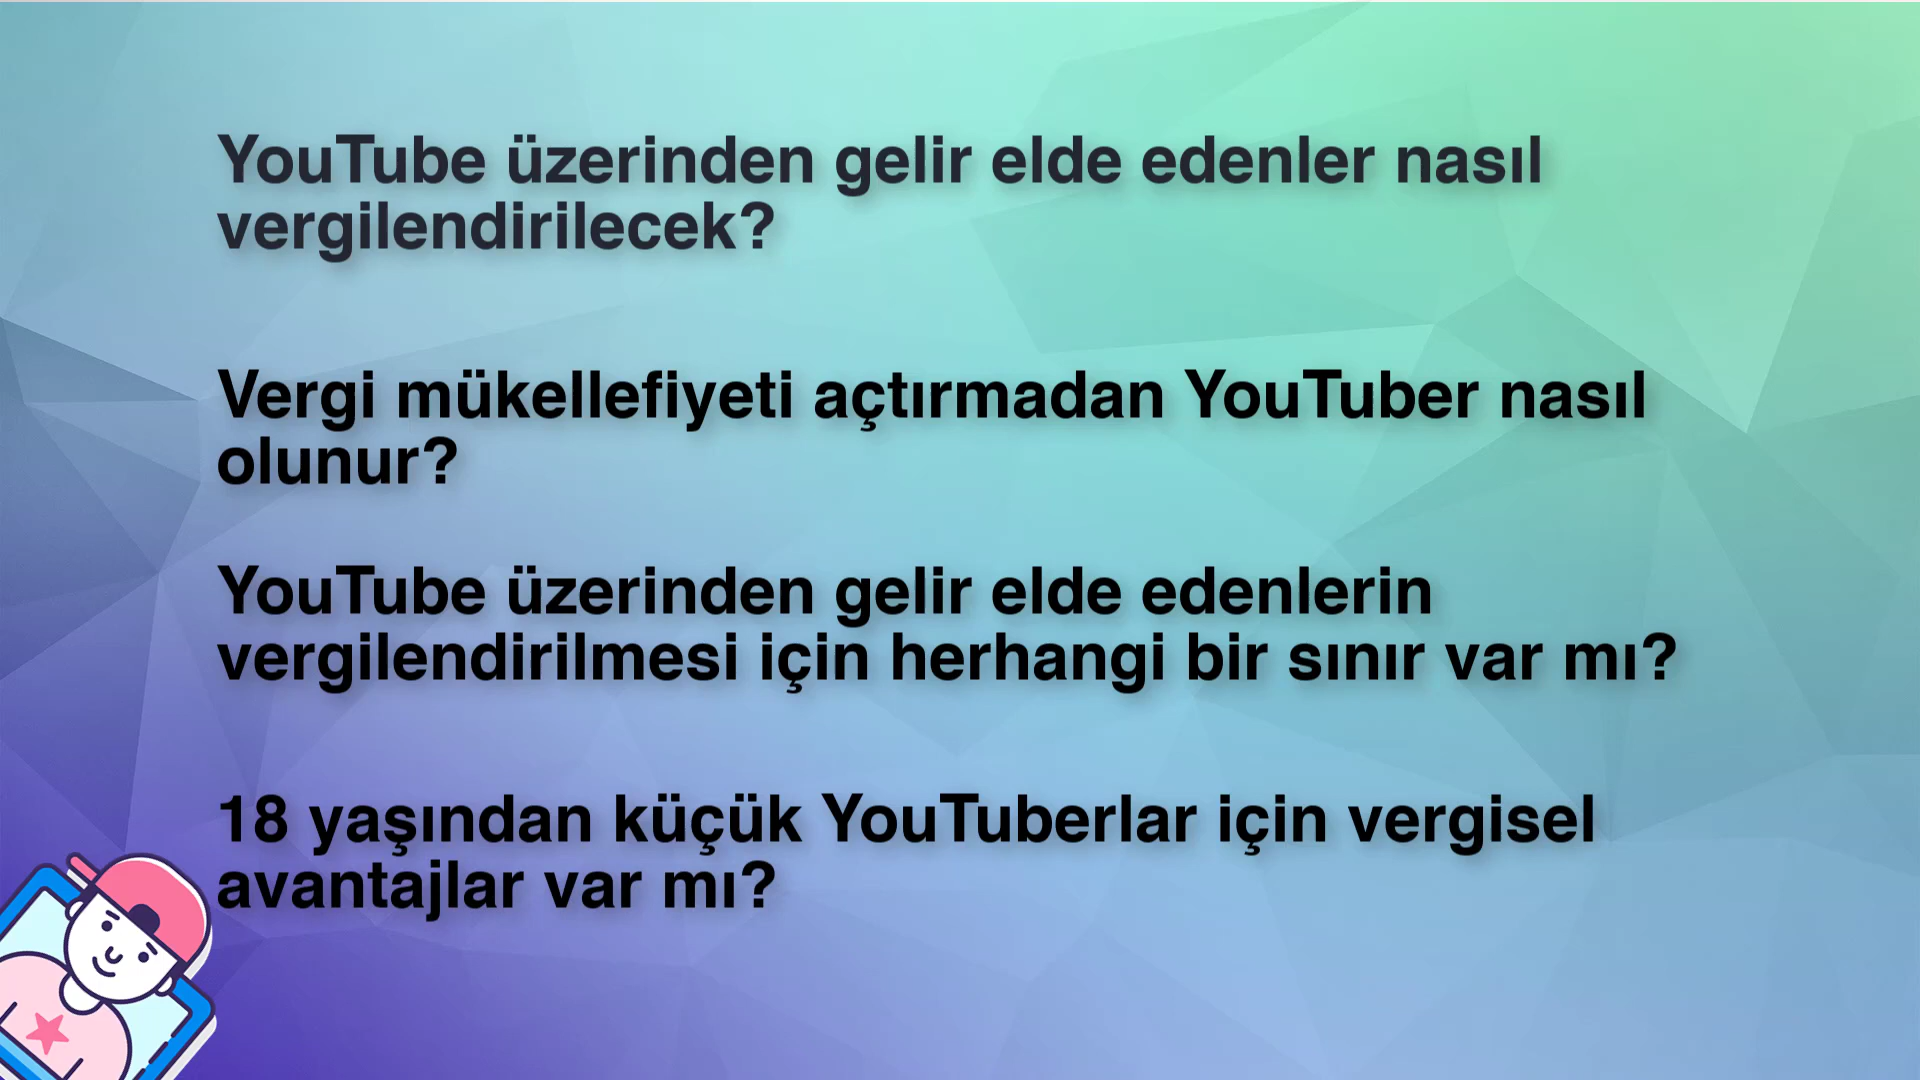 YouTube üzerinden gelir elde edenler nasıl
vergilendirilecek?
Vergi mükellefiyeti açtırmadan YouTuber nasıl
olunur?
YouTube üzerinden gelir elde edenlerin
vergilendirilmesi için herhangi bir sınır var mı?
18 yaşından küçük YouTuberlar için vergisel
avantajlar var mı?